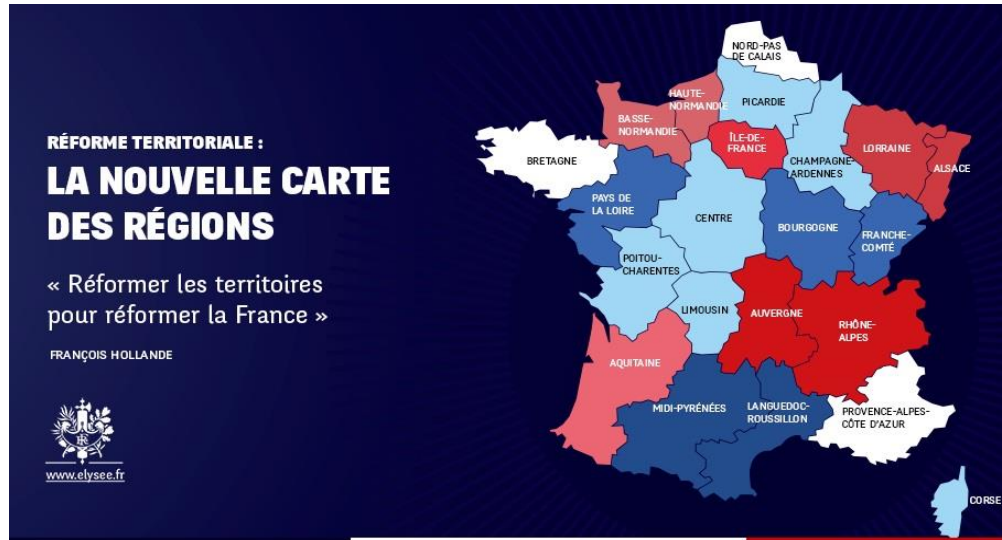 RÉFORME TERRITORIALE :
LA NOUVELLE CARTE
DES RÉGIONS
« Réformer les territoires
pour réformer la France »
FRANÇOIS HOLLANDE
www.elysee.fr
NORD-PAS
DE CALAIS
HAUTE-
NORMANDIE
PICARDIE
BASSE-
NORMANDIE
ÎLE-DE-
FRANCE
LORRAINE
ALSACE
CHAMPAGNE-
ARDENNES
BRETAGNE
PAYS DE
LA LOIRE
CENTRE
BOURGOGNE
FRANCHE-
COMTÉ
POITOU-
CHARENTES
LIMOUSIN
AUVERGNE
RHÔNE-
ALPES
AQUITAINE
MIDI-PYRÉNÉES
LANGUEDOC-
ROUSSILLON
PROVENCE-ALPES-
CÔTE D'AZUR
CORSE